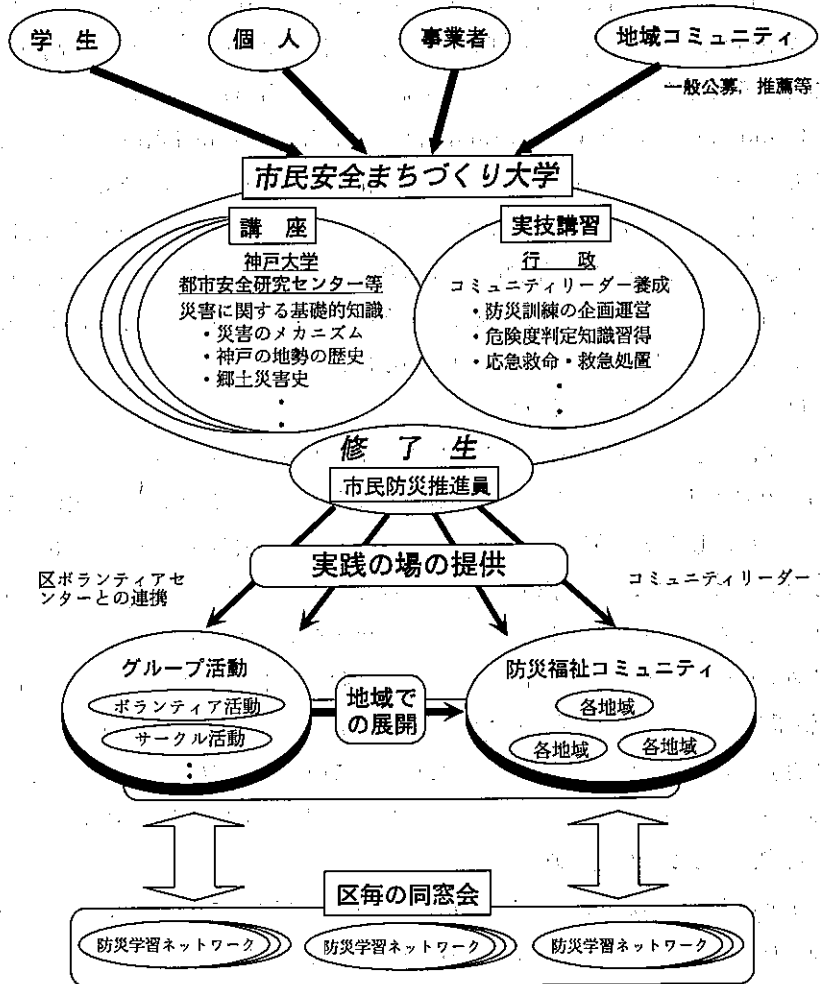 学 生
個 人
事業者
地域コミュニティ
一般公募，推薦等
市民安全まちづくり大学
講 座
神戸大学
都市安全研究センター等
災害に関する基礎的知識
・災害のメカニズム
・神戸の地勢の歴史
・郷土災害史
・
・
実技講習
行 政
コミュニティリーダー養成
・防災訓練の企画運営
・危険度判定知識習得
・応急救命・救急処置
・
・
修 了 生
市民防災推進員
実践の場の提供
区ボランティアセ
ンターとの連携
コミュニティリーダー
グループ活動
ボランティア活動
サークル活動
：
地域で
の展開
防災福祉コミュニティ
各地域
各地域
各地域
区毎の同窓会
防災学習ネットワーク
防災学習ネットワーク
防災学習ネットワーク